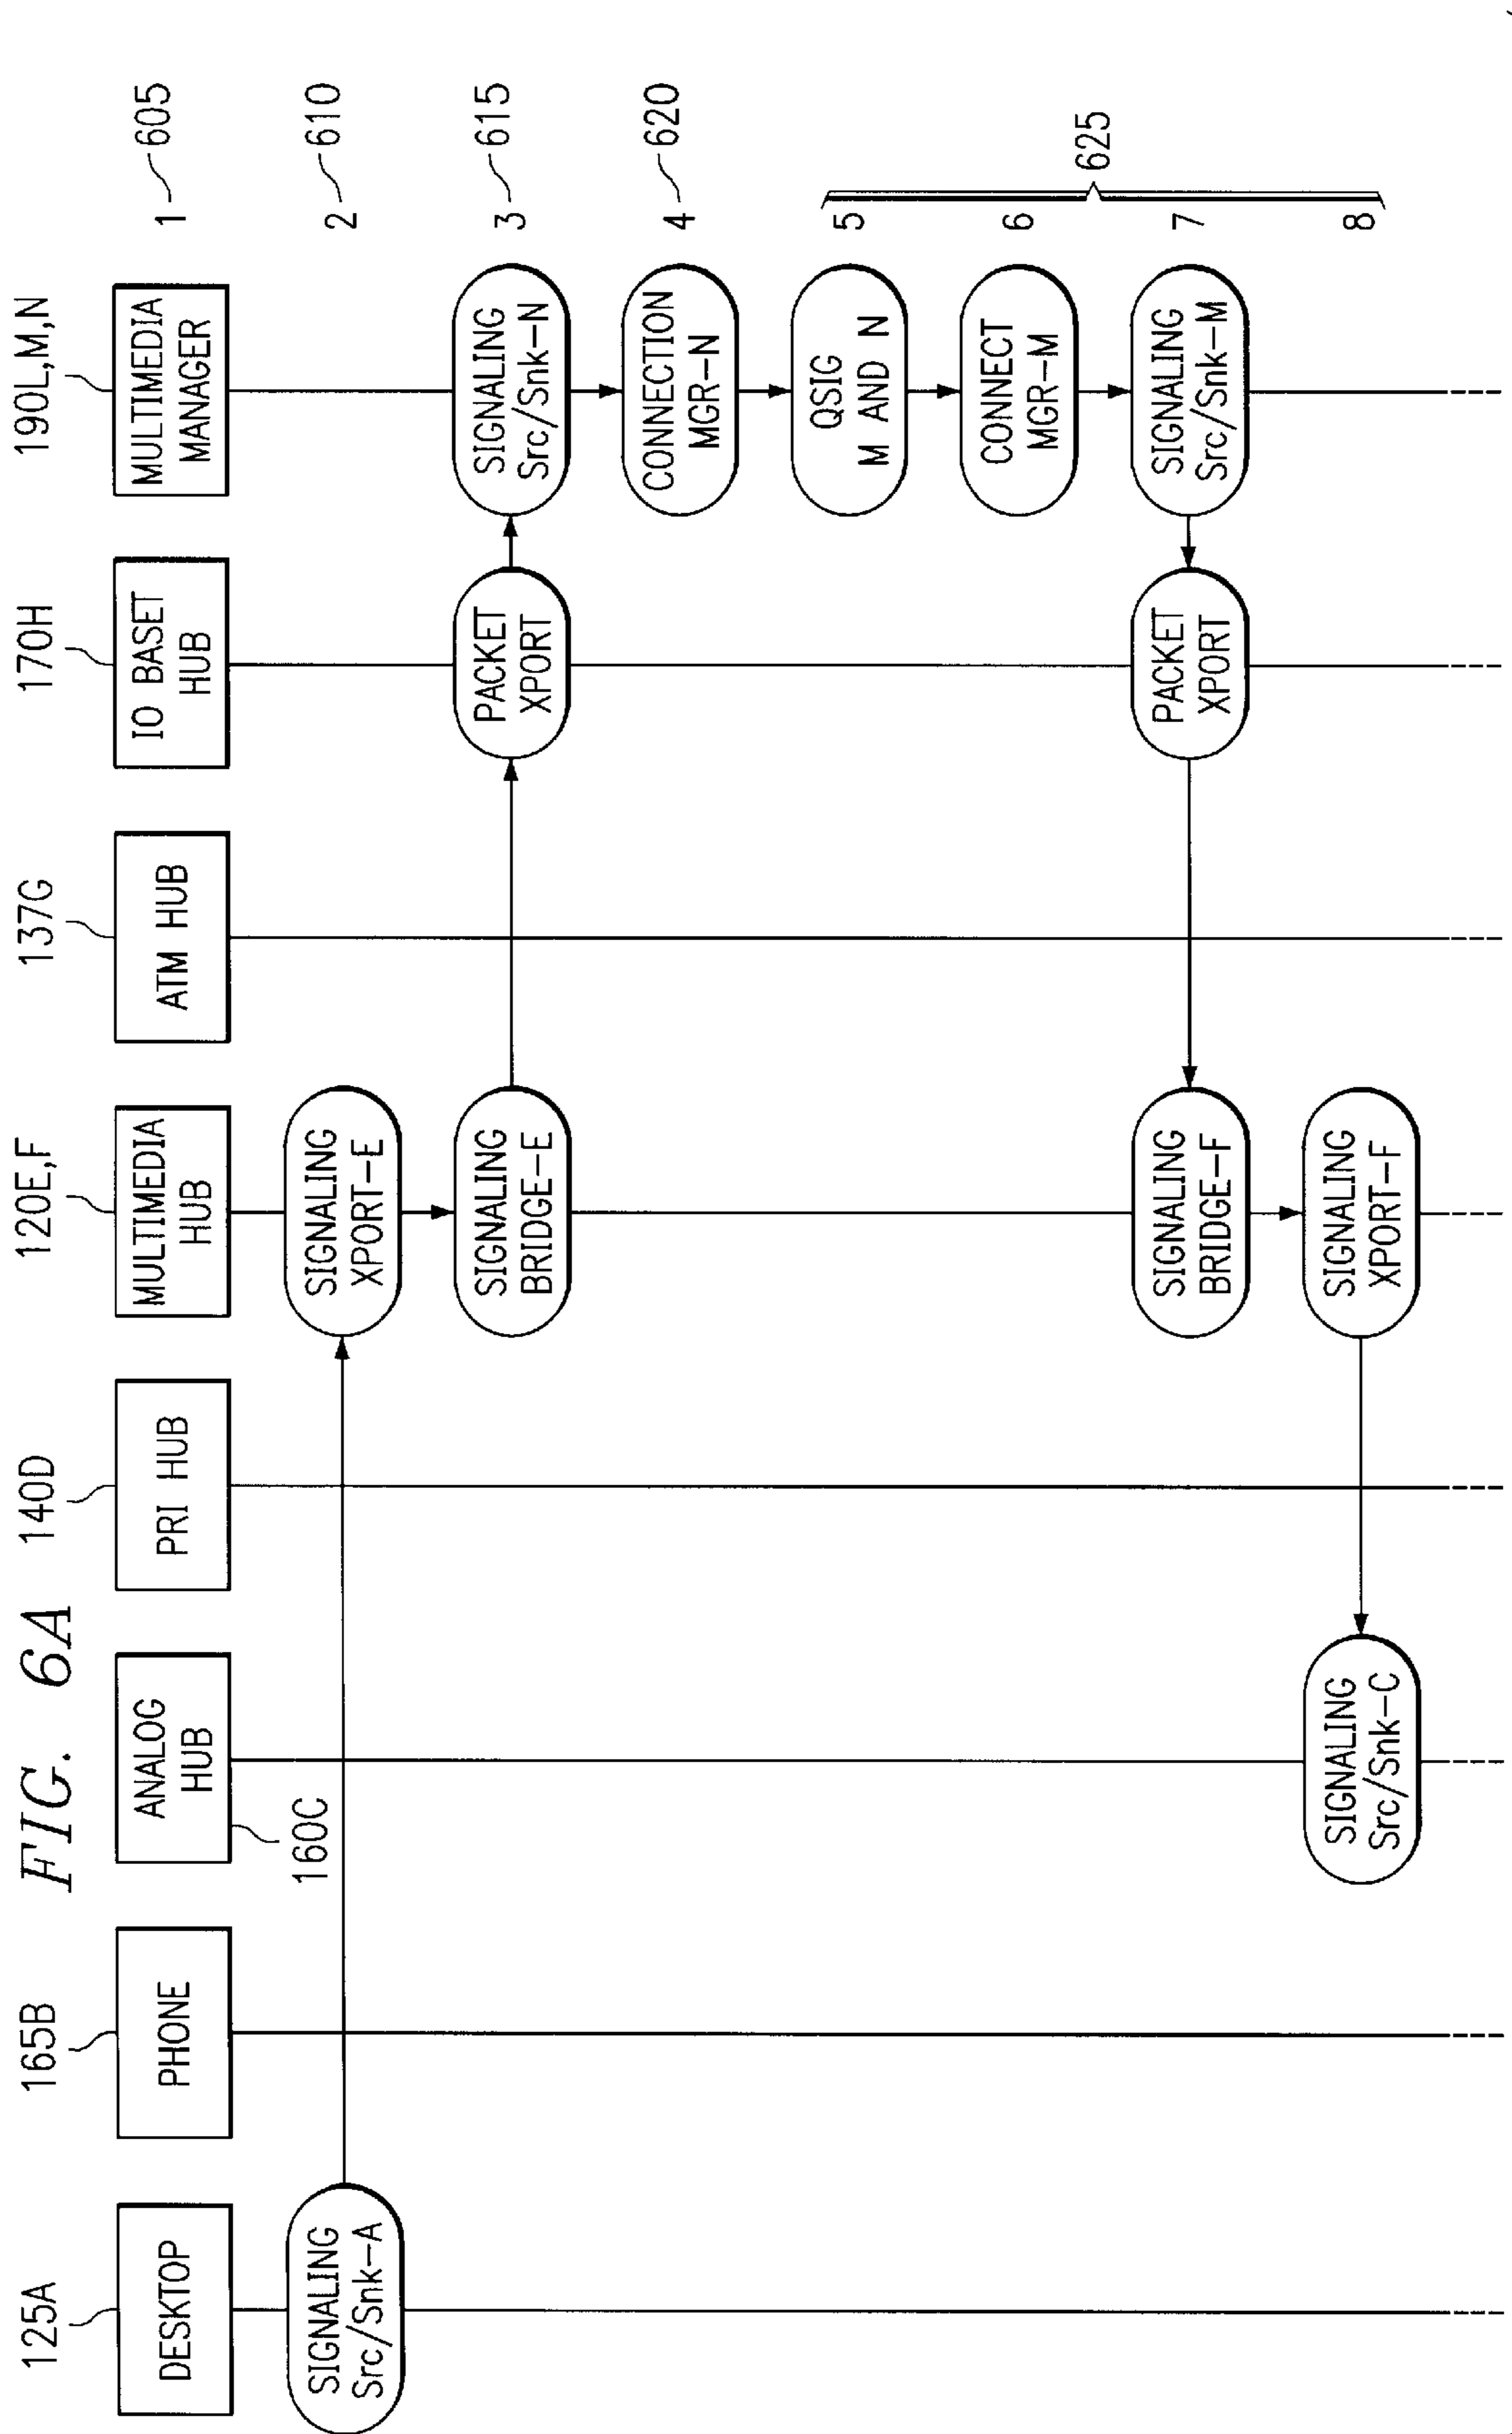 FIG. 6A
125A
165B
160C
140D
120E,F
137G
170H
190L,M,N
DESKTOP
PHONE
ANALOG
HUB
PRI HUB
MULTIMEDIA
HUB
ATM HUB
IO BASET
HUB
MULTIMEDIA
MANAGER
1
605
SIGNALING
Src/Snk-A
SIGNALING
XPORT-E
2
610
SIGNALING
BRIDGE-E
PACKET
XPORT
SIGNALING
Src/Snk-N
3
615
CONNECTION
MGR-N
4
620
QSIG
M AND N
5
CONNECT
MGR-M
6
625
SIGNALING
BRIDGE-F
PACKET
XPORT
SIGNALING
Src/Snk-M
7
SIGNALING
Src/Snk-C
SIGNALING
XPORT-F
8